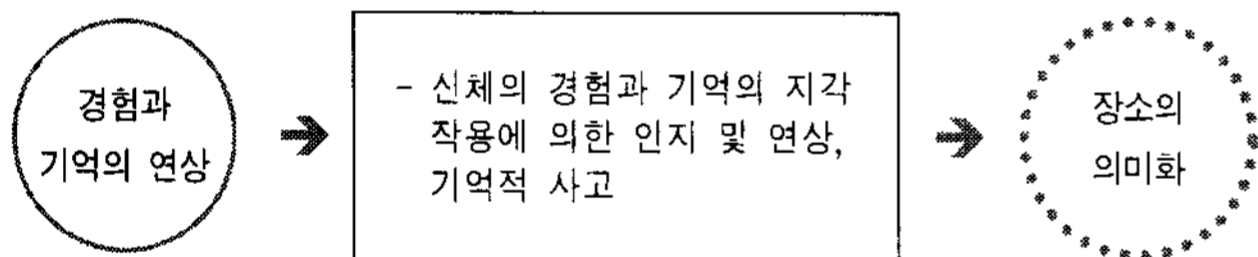 경험과
기억의 연상
- 신체의 경험과 기억의 지각
작용에 의한 인지 및 연상,
기억적 사고
장소의
의미화